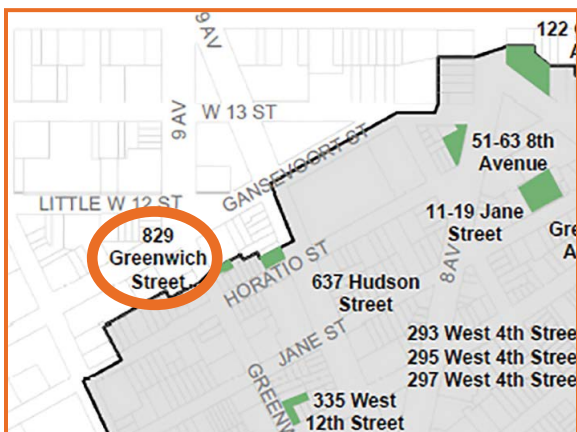 9 AV
122
W 13 ST
9 AV
GANSEVOORT ST
51-63 8th
Avenue
LITTLE W 12 ST
829
Greenwich
Street
11-19 Jane
Street
HORATIO ST
637 Hudson
Street
8 AV
JANE ST
293 West 4th Stree
295 West 4th Stree
297 West 4th Stree
GREENW
335 West
12th Street